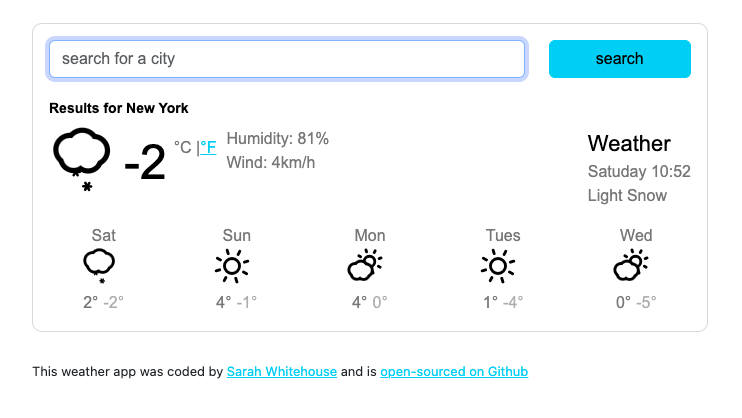 search for a city
search
Results for New York
-2 °C |°F
Humidity: 81%
Wind: 4km/h
Weather
Satuday 10:52
Light Snow
Sat Sun Mon Tues Wed
2° -2° 4° -1° 4° 0° 1° -4° 0° -5°
This weather app was coded by Sarah Whitehouse and is open-sourced on Github